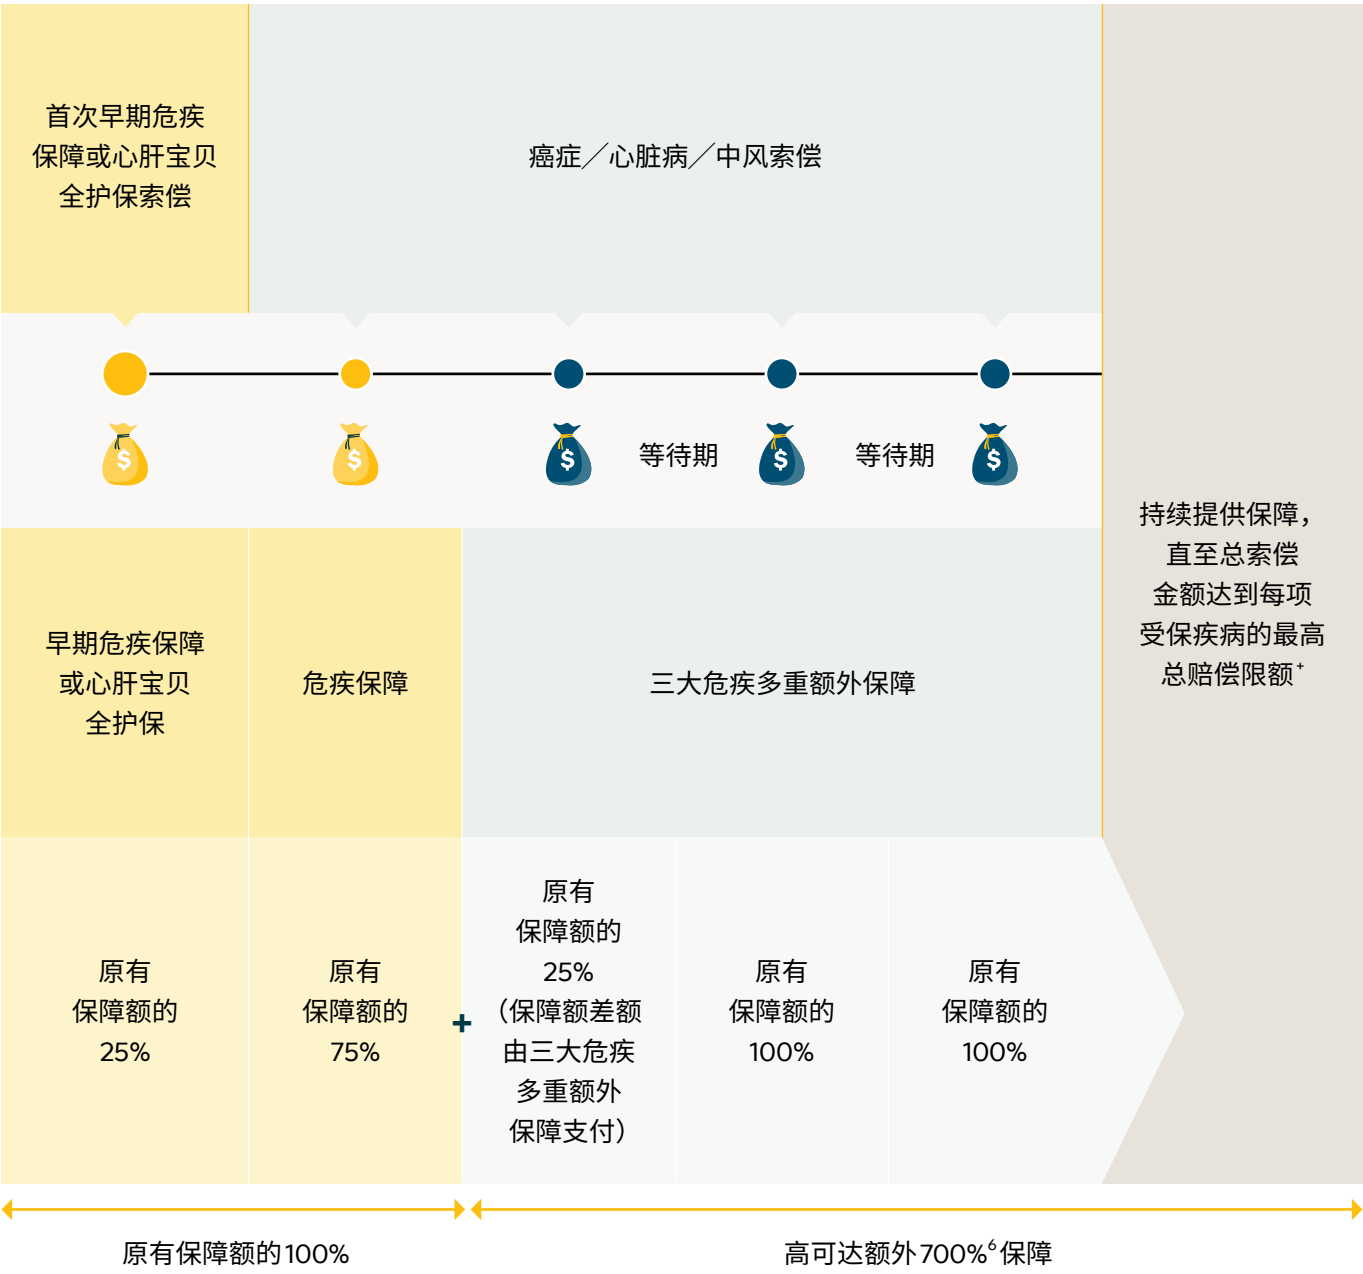 首次早期危疾
保障或心肝宝贝
全护保索偿
癌症／心脏病／中风索偿
$
$
$
等待期
$
等待期
$
持续提供保障，
直至总索偿
金额达到每项
受保疾病的最高
总赔偿限额⁺
早期危疾保障
或心肝宝贝
全护保
危疾保障
三大危疾多重额外保障
原有
保障额的
25%
原有
保障额的
75%
+
原有
保障额的
25%
（保障额差额
由三大危疾
多重额外
保障支付）
原有
保障额的
100%
原有
保障额的
100%
原有保障额的100%
高可达额外700%⁶保障